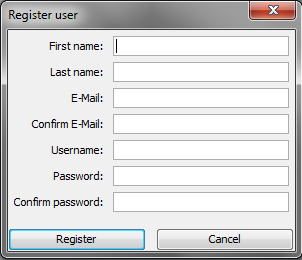 Register user
First name:
Last name:
E-Mail:
Confirm E-Mail:
Username:
Password:
Confirm password:
Register Cancel